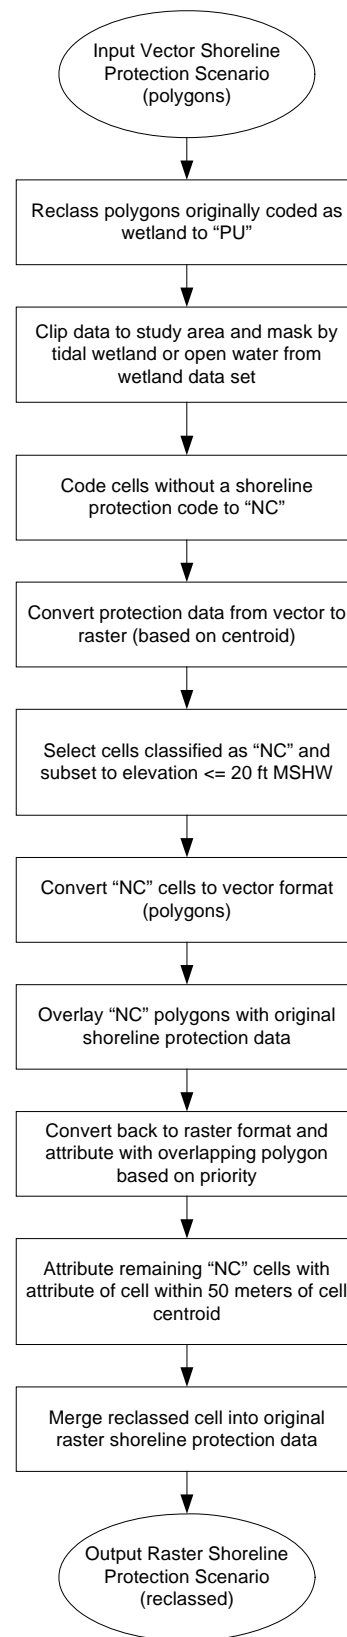 Input Vector Shoreline
Protection Scenario
(polygons)
Reclass polygons originally coded as
wetland to “PU”
Clip data to study area and mask by
tidal wetland or open water from
wetland data set
Code cells without a shoreline
protection code to “NC”
Convert protection data from vector to
raster (based on centroid)
Select cells classified as “NC” and
subset to elevation <= 20 ft MSHW
Convert “NC” cells to vector format
(polygons)
Overlay “NC” polygons with original
shoreline protection data
Convert back to raster format and
attribute with overlapping polygon
based on priority
Attribute remaining “NC” cells with
attribute of cell within 50 meters of cell
centroid
Merge reclassed cell into original
raster shoreline protection data
Output Raster Shoreline
Protection Scenario
(reclassed)